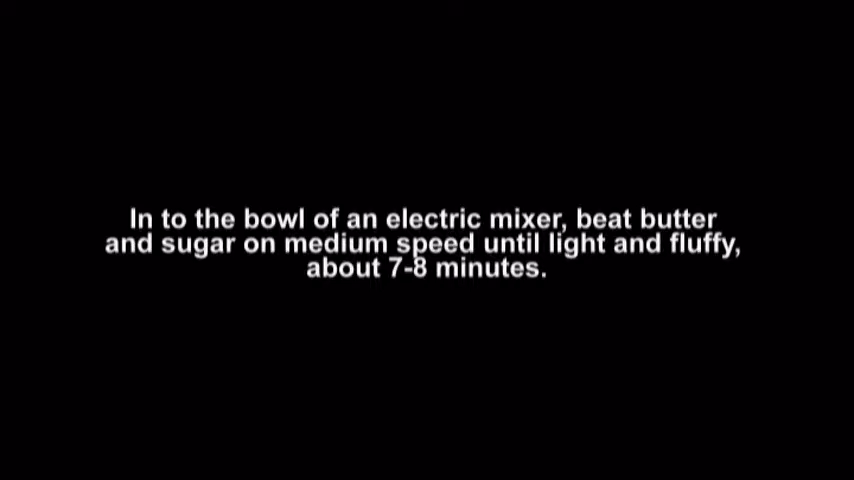 In to the bowl of an electric mixer, beat butter
and sugar on medium speed until light and fluffy,
about 7-8 minutes.